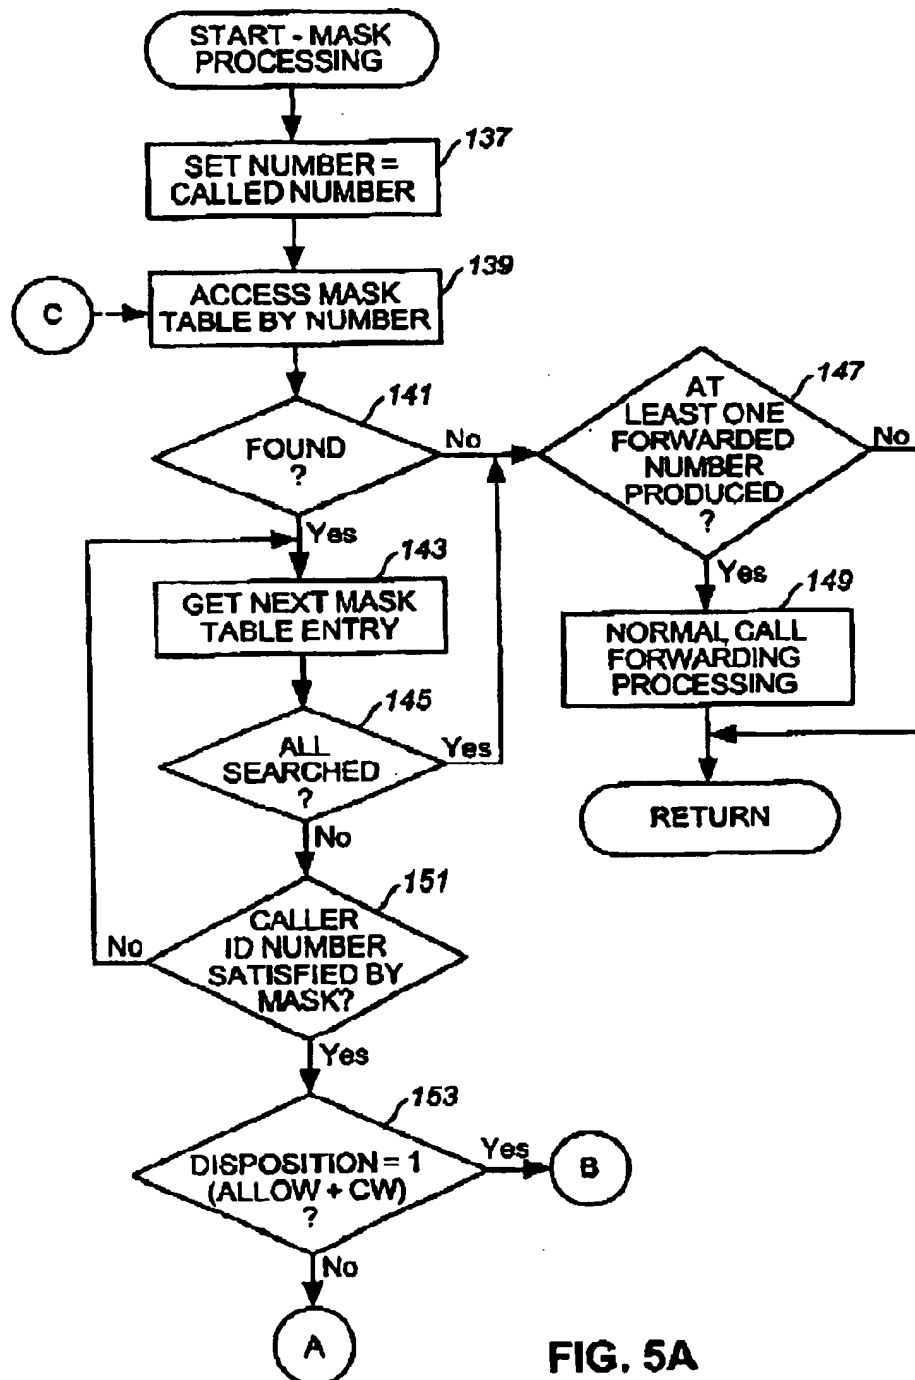 START - MASK
PROCESSING
137
SET NUMBER =
CALLED NUMBER
139
C
ACCESS MASK
TABLE BY NUMBER
141
FOUND
?
No
Yes
147
AT
LEAST ONE
FORWARDED
NUMBER
PRODUCED
?
No
Yes
143
GET NEXT MASK
TABLE ENTRY
149
NORMAL CALL
FORWARDING
PROCESSING
145
ALL
SEARCHED
?
Yes
No
RETURN
151
CALLER
ID NUMBER
SATISFIED BY
MASK?
No
Yes
153
DISPOSITION = 1
(ALLOW + CW)
?
Yes
B
No
A
FIG. 5A